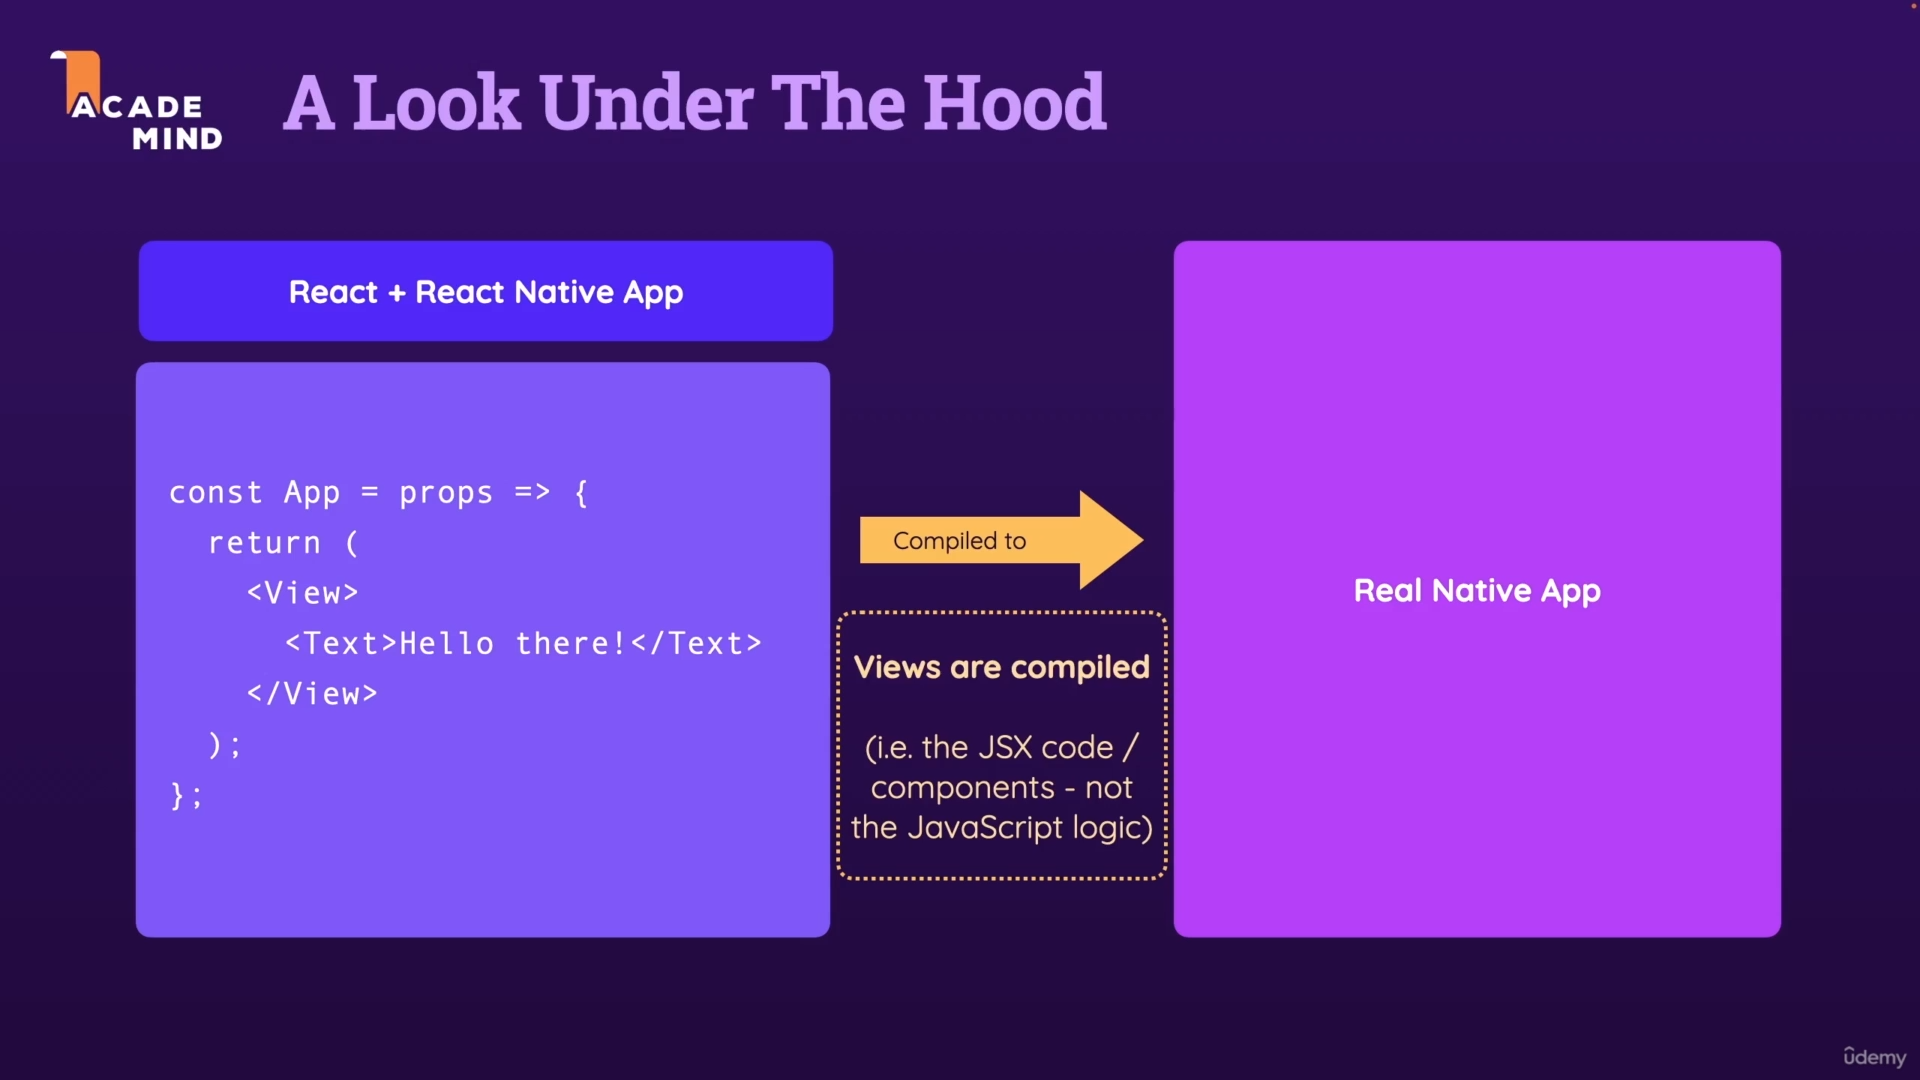 ACADE
MIND
A Look Under The Hood
React + React Native App
const App = props => {
  return (
    <View>
      <Text>Hello there!</Text>
    </View>
  );
};
Compiled to
Views are compiled
(i.e. the JSX code /
components - not
the JavaScript logic)
Real Native App
ûdemy